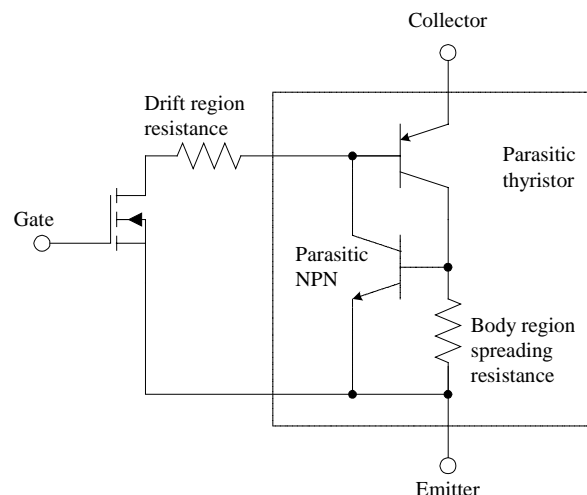 Collector
Drift region
resistance
Parasitic
thyristor
Gate
Parasitic
NPN
Body region
spreading
resistance
Emitter